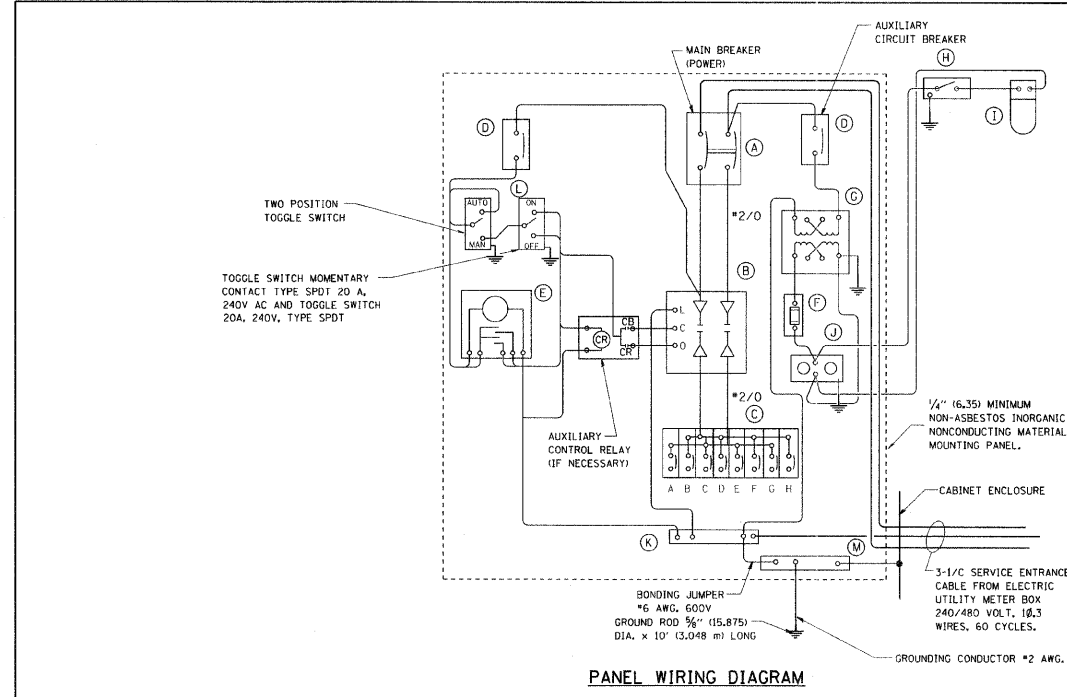 AUXILIARY
CIRCUIT BREAKER
MAIN BREAKER
(POWER)
H
I
D
A
D
L
G
TWO POSITION
TOGGLE SWITCH
AUTO
MAN
ON
OFF
#2/0
TOGGLE SWITCH MOMENTARY
CONTACT TYPE SPDT 20 A,
240V AC AND TOGGLE SWITCH
20A, 240V, TYPE SPDT
E
B
F
J
L
C
O
CR
CB
CR
#2/0
C
AUXILIARY
CONTROL RELAY
(IF NECESSARY)
1/4" (6.35) MINIMUM
NON-ASBESTOS INORGANIC
NONCONDUCTING MATERIAL
MOUNTING PANEL.
A B C D E F G H
CABINET ENCLOSURE
K
M
BONDING JUMPER
#6 AWG. 600V
GROUND ROD 5/8" (15.875)
DIA. x 10' (3.048 m) LONG
3-1/C SERVICE ENTRANCE
CABLE FROM ELECTRIC
UTILITY METER BOX
240/480 VOLT, 1Ø,3
WIRES, 60 CYCLES.
GROUNDING CONDUCTOR #2 AWG.
PANEL WIRING DIAGRAM